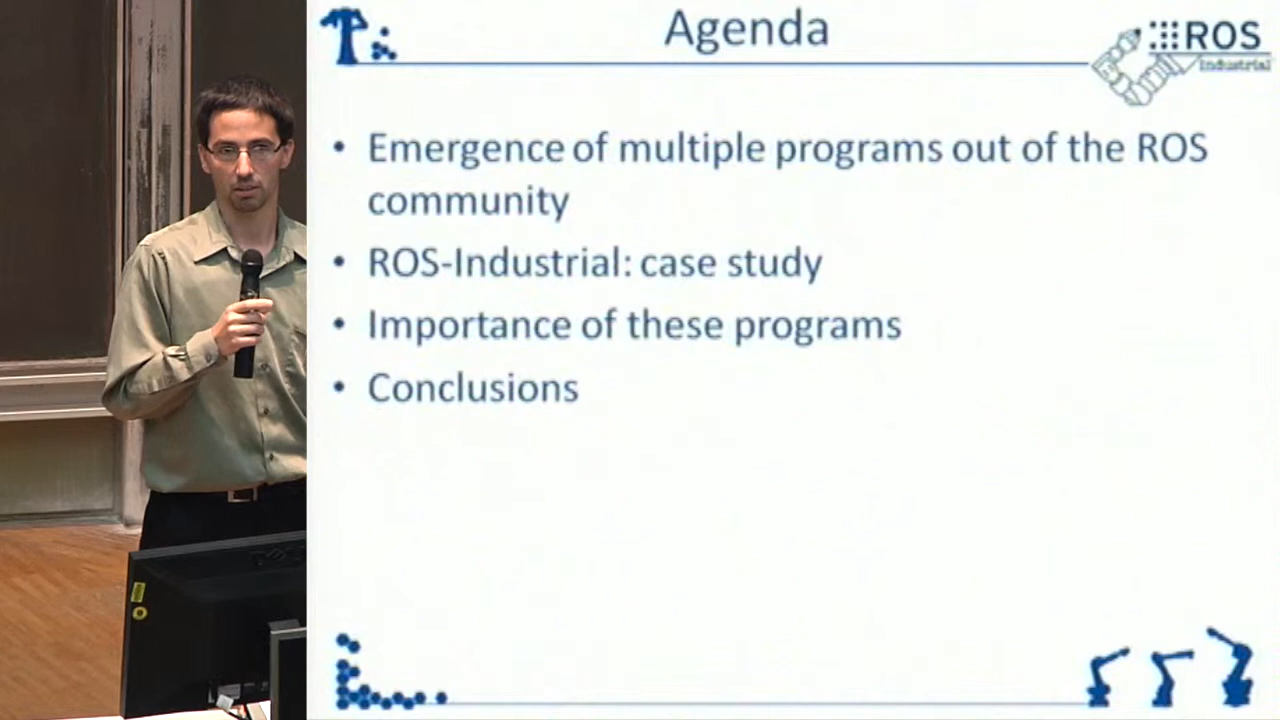 Agenda
ROS
Industrial
• Emergence of multiple programs out of the ROS
community
• ROS-Industrial: case study
• Importance of these programs
• Conclusions